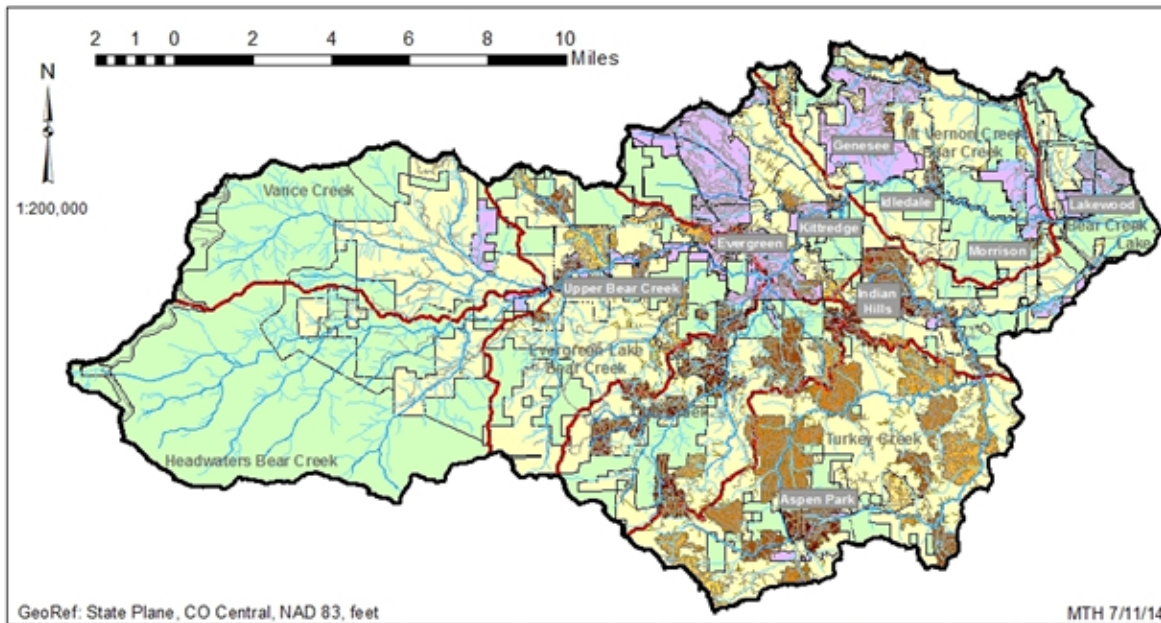 2 1 0 2 4 6 8 10
Miles
N
1:200,000
Vance Creek
Genesee
Mt Vernon Creek
Bear Creek
Idledale
Lakewood
Kittredge
Bear Creek
Lake
Evergreen
Morrison
Upper Bear Creek
Indian
Hills
Evergreen Lake
Bear Creek
Creek
Turkey Creek
Headwaters Bear Creek
Aspen Park
GeoRef: State Plane, CO Central, NAD 83, feet
MTH 7/11/14